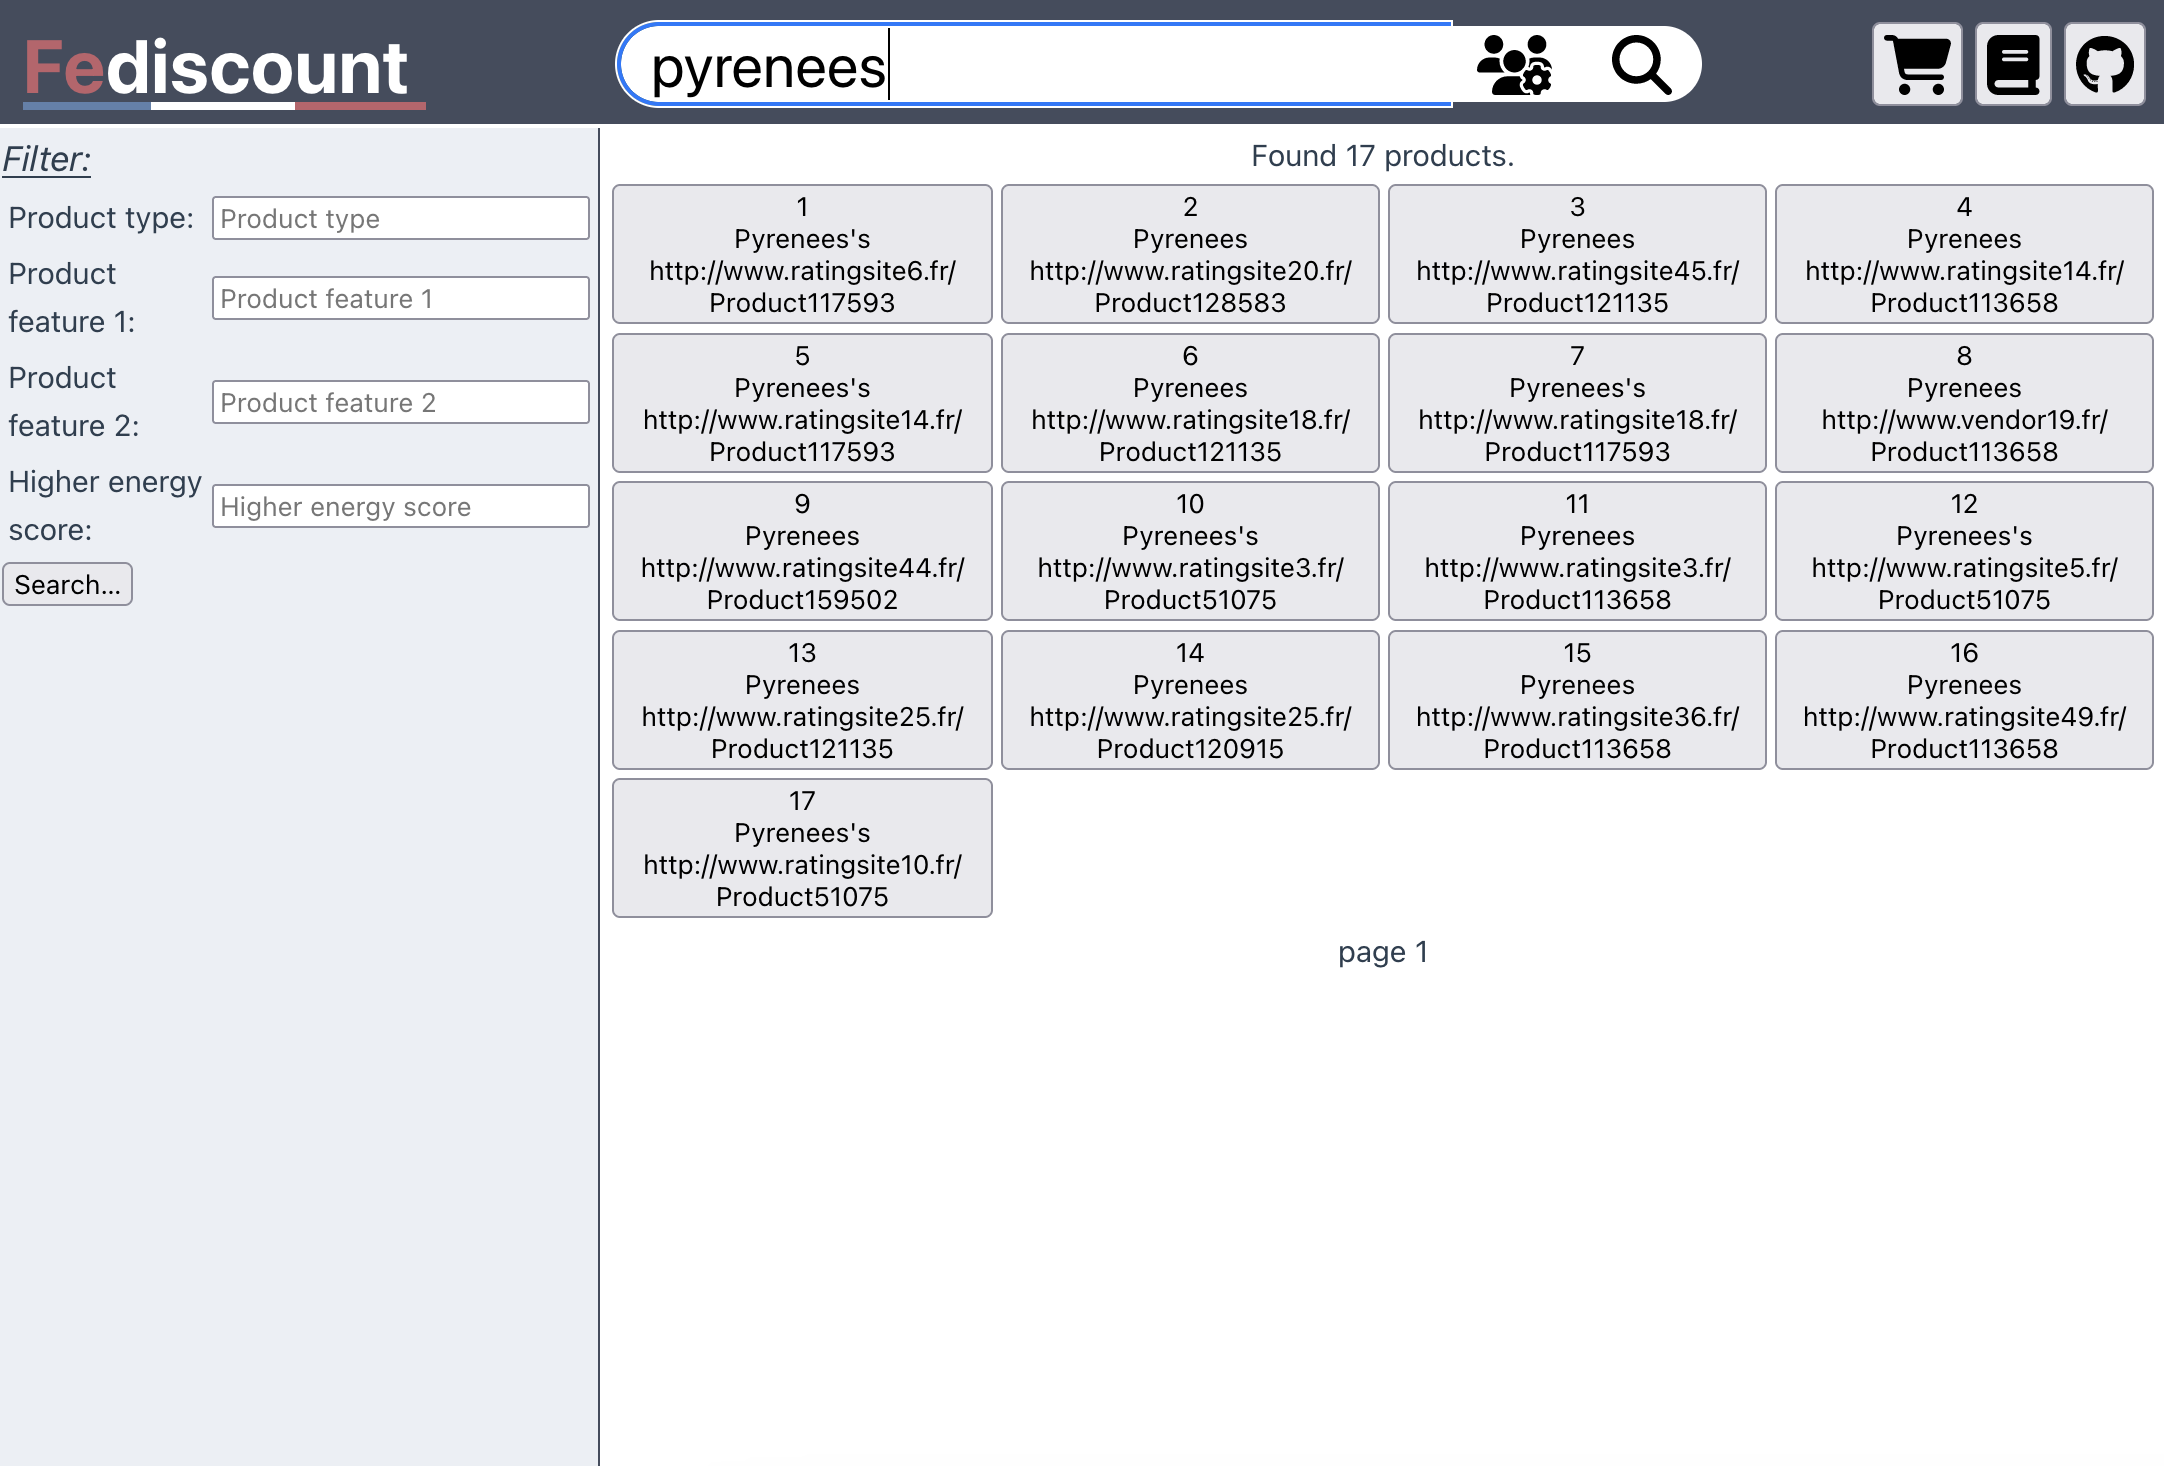 Fediscount
pyrenees
Filter:
Product type:
Product type
Product
feature 1:
Product feature 1
Product
feature 2:
Product feature 2
Higher energy
score:
Higher energy score
Search...
Found 17 products.
1
Pyrenees's
http://www.ratingsite6.fr/
Product117593
2
Pyrenees
http://www.ratingsite20.fr/
Product128583
3
Pyrenees
http://www.ratingsite45.fr/
Product121135
4
Pyrenees
http://www.ratingsite14.fr/
Product113658
5
Pyrenees's
http://www.ratingsite14.fr/
Product117593
6
Pyrenees
http://www.ratingsite18.fr/
Product121135
7
Pyrenees's
http://www.ratingsite18.fr/
Product117593
8
Pyrenees
http://www.vendor19.fr/
Product113658
9
Pyrenees
http://www.ratingsite44.fr/
Product159502
10
Pyrenees's
http://www.ratingsite3.fr/
Product51075
11
Pyrenees
http://www.ratingsite3.fr/
Product113658
12
Pyrenees's
http://www.ratingsite5.fr/
Product51075
13
Pyrenees
http://www.ratingsite25.fr/
Product121135
14
Pyrenees
http://www.ratingsite25.fr/
Product120915
15
Pyrenees
http://www.ratingsite36.fr/
Product113658
16
Pyrenees
http://www.ratingsite49.fr/
Product113658
17
Pyrenees's
http://www.ratingsite10.fr/
Product51075
page 1